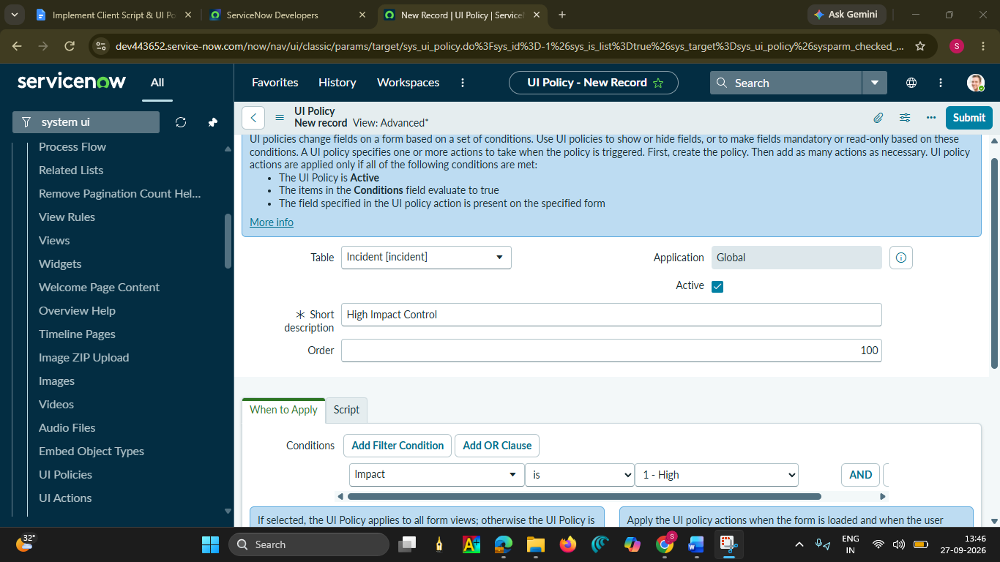 Implement Client Script & UI Po
ServiceNow Developers
New Record | UI Policy | Service
Ask Gemini
dev443652.service-now.com/now/nav/ui/classic/params/target/sys_ui_policy.do%3Fsys_id%3D-1%26sys_is_list%3Dtrue%26sys_target%3Dsys_ui_policy%26sysparm_checked_...
S
servicenow
All
Favorites
History
Workspaces
UI Policy - New Record
Search
system ui
Process Flow
Related Lists
Remove Pagination Count Hel...
View Rules
Views
Widgets
Welcome Page Content
Overview Help
Timeline Pages
Image ZIP Upload
Images
Videos
Audio Files
Embed Object Types
UI Policies
UI Actions
UI Policy
New record View: Advanced*
Submit
UI policies change fields on a form based on a set of conditions. Use UI policies to show or hide fields, or to make fields mandatory or read-only based on these
conditions. A UI policy specifies one or more actions to take when the policy is triggered. First, create the policy. Then add as many actions as necessary. UI policy
actions are applied only if all of the following conditions are met:
• The UI Policy is Active
• The items in the Conditions field evaluate to true
• The field specified in the UI policy action is present on the specified form
More info
Table Incident [incident]
Application Global
Active
Short description High Impact Control
Order 100
When to Apply
Script
Conditions Add Filter Condition Add OR Clause
Impact is 1 - High AND
If selected, the UI Policy applies to all form views; otherwise the UI Policy is
Apply the UI policy actions when the form is loaded and when the user
32°
Search
S
ENG
IN
13:46
27-09-2026